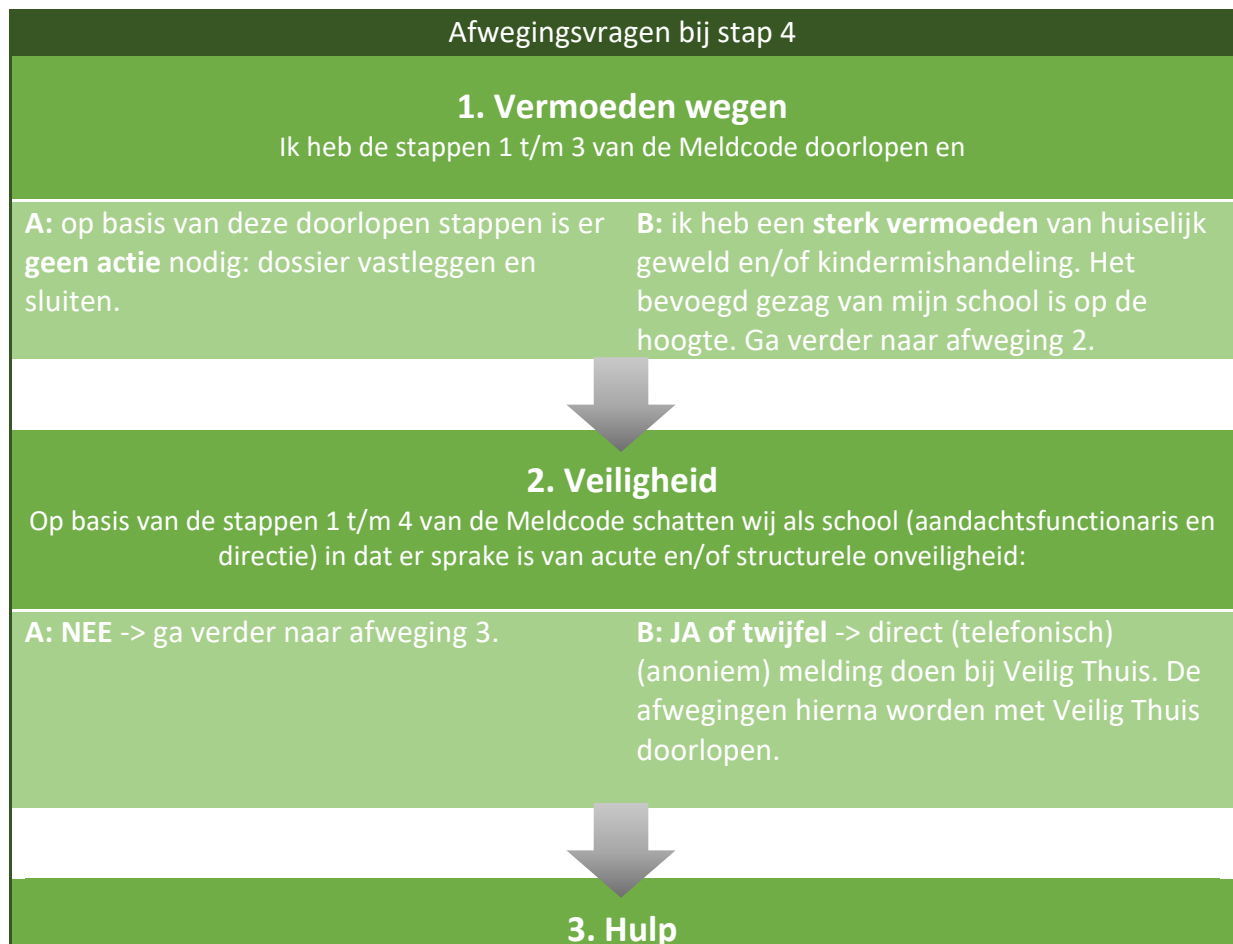 Afwegingsvragen bij stap 4
1. Vermoeden wegen
Ik heb de stappen 1 t/m 3 van de Meldcode doorlopen en
A: op basis van deze doorlopen stappen is er
geen actie nodig: dossier vastleggen en
sluiten.
B: ik heb een sterk vermoeden van huiselijk
geweld en/of kindermishandeling. Het
bevoegd gezag van mijn school is op de
hoogte. Ga verder naar afweging 2.
2. Veiligheid
Op basis van de stappen 1 t/m 4 van de Meldcode schatten wij als school (aandachtsfunctionaris en
directie) in dat er sprake is van acute en/of structurele onveiligheid:
A: NEE -> ga verder naar afweging 3.
B: JA of twijfel -> direct (telefonisch)
(anoniem) melding doen bij Veilig Thuis. De
afwegingen hierna worden met Veilig Thuis
doorlopen.
3. Hulp